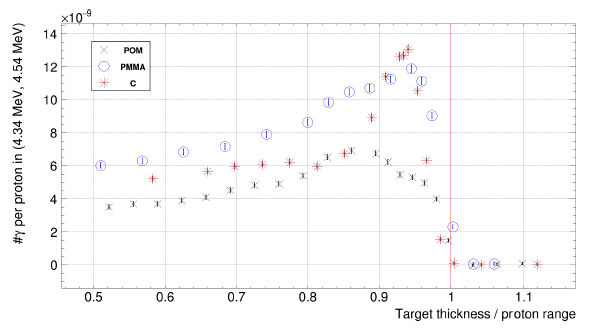 ×10⁻⁹
#γ per proton in (4.34 MeV, 4.54 MeV)
14
12
10
8
6
4
2
0
POM
PMMA
C
0.5 0.6 0.7 0.8 0.9 1 1.1
Target thickness / proton range